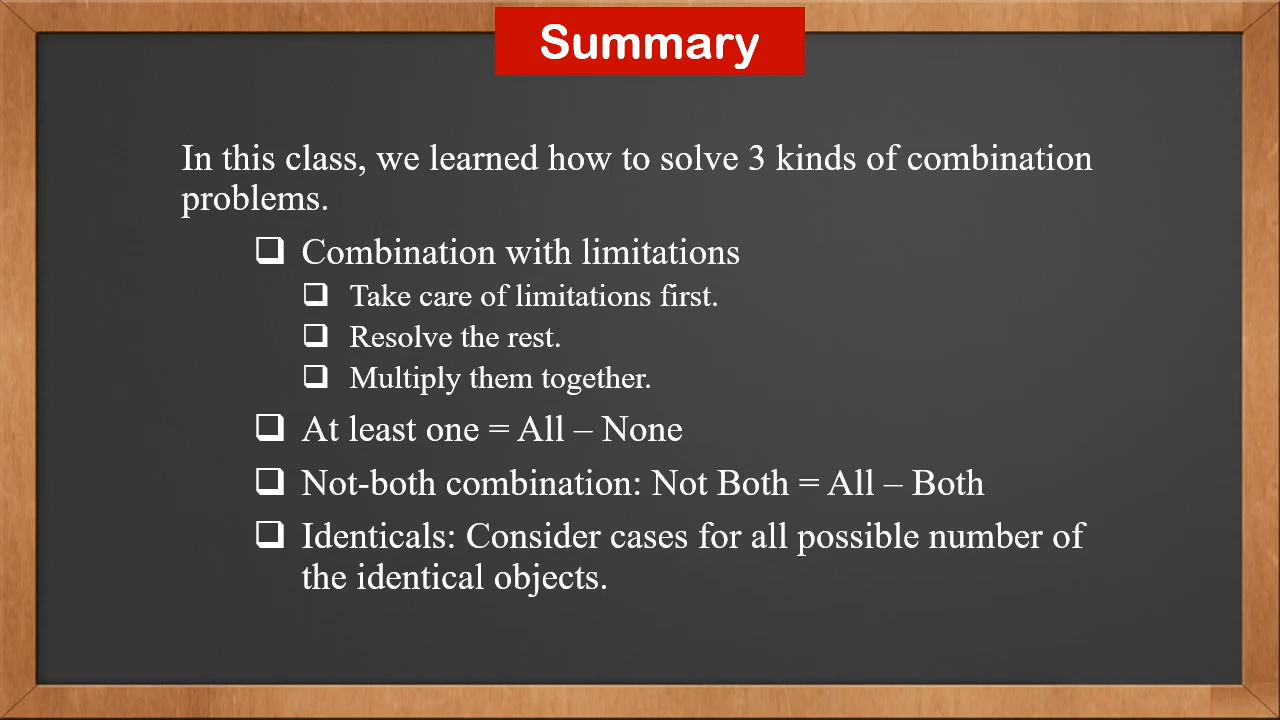 Summary
In this class, we learned how to solve 3 kinds of combination
problems.
Combination with limitations
Take care of limitations first.
Resolve the rest.
Multiply them together.
At least one = All – None
Not-both combination: Not Both = All – Both
Identicals: Consider cases for all possible number of
the identical objects.